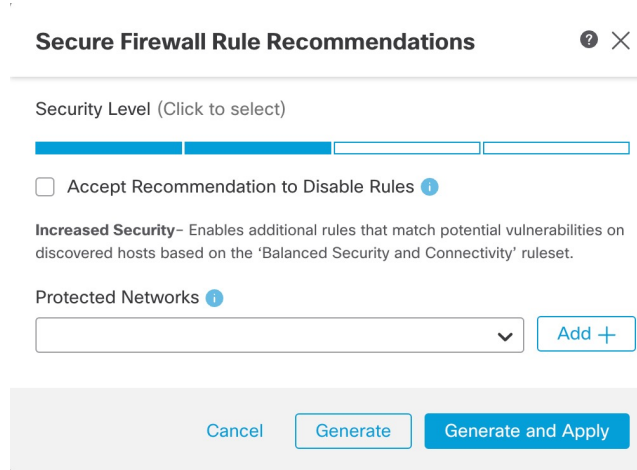 Secure Firewall Rule Recommendations
Security Level (Click to select)
Accept Recommendation to Disable Rules
Increased Security– Enables additional rules that match potential vulnerabilities on
discovered hosts based on the ‘Balanced Security and Connectivity’ ruleset.
Protected Networks
Add +
Cancel
Generate
Generate and Apply